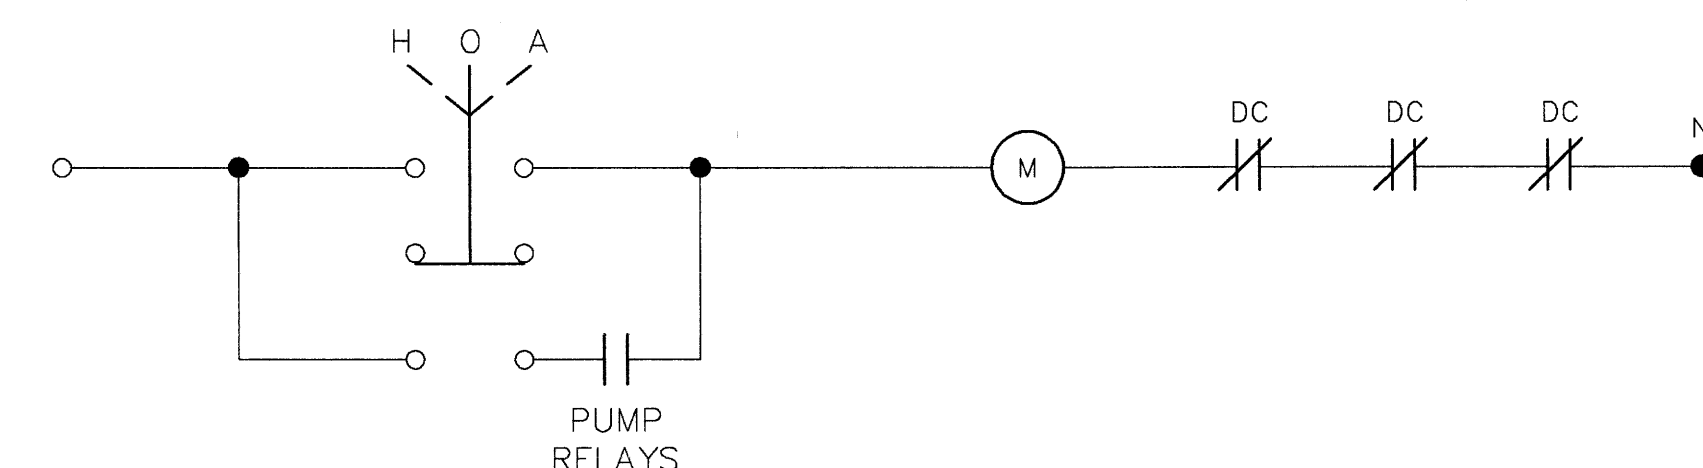 H O A
DC DC DC
N
M
PUMP
RELAYS